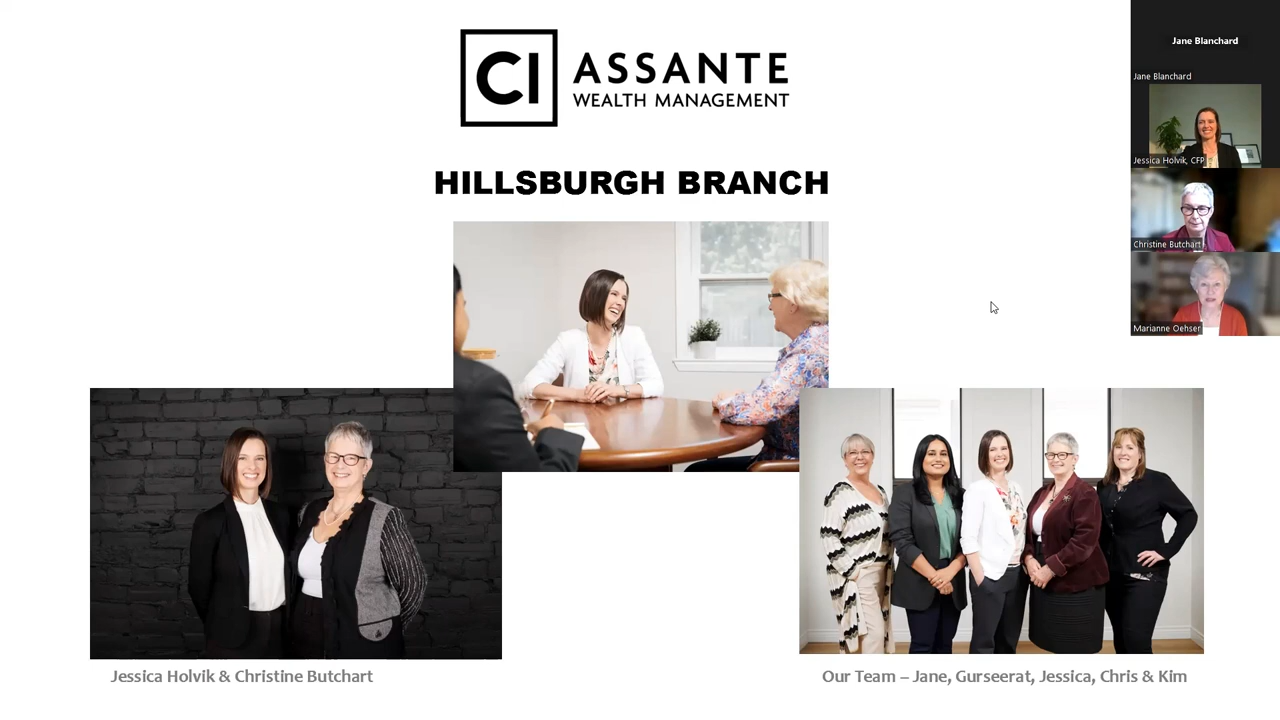 CI ASSANTE
WEALTH MANAGEMENT
HILLSBURGH BRANCH
Jessica Holvik & Christine Butchart
Our Team – Jane, Gurseerat, Jessica, Chris & Kim
Jane Blanchard
Jane Blanchard
Jessica Holvik, CFP
Christine Butchart
Marianne Oehser